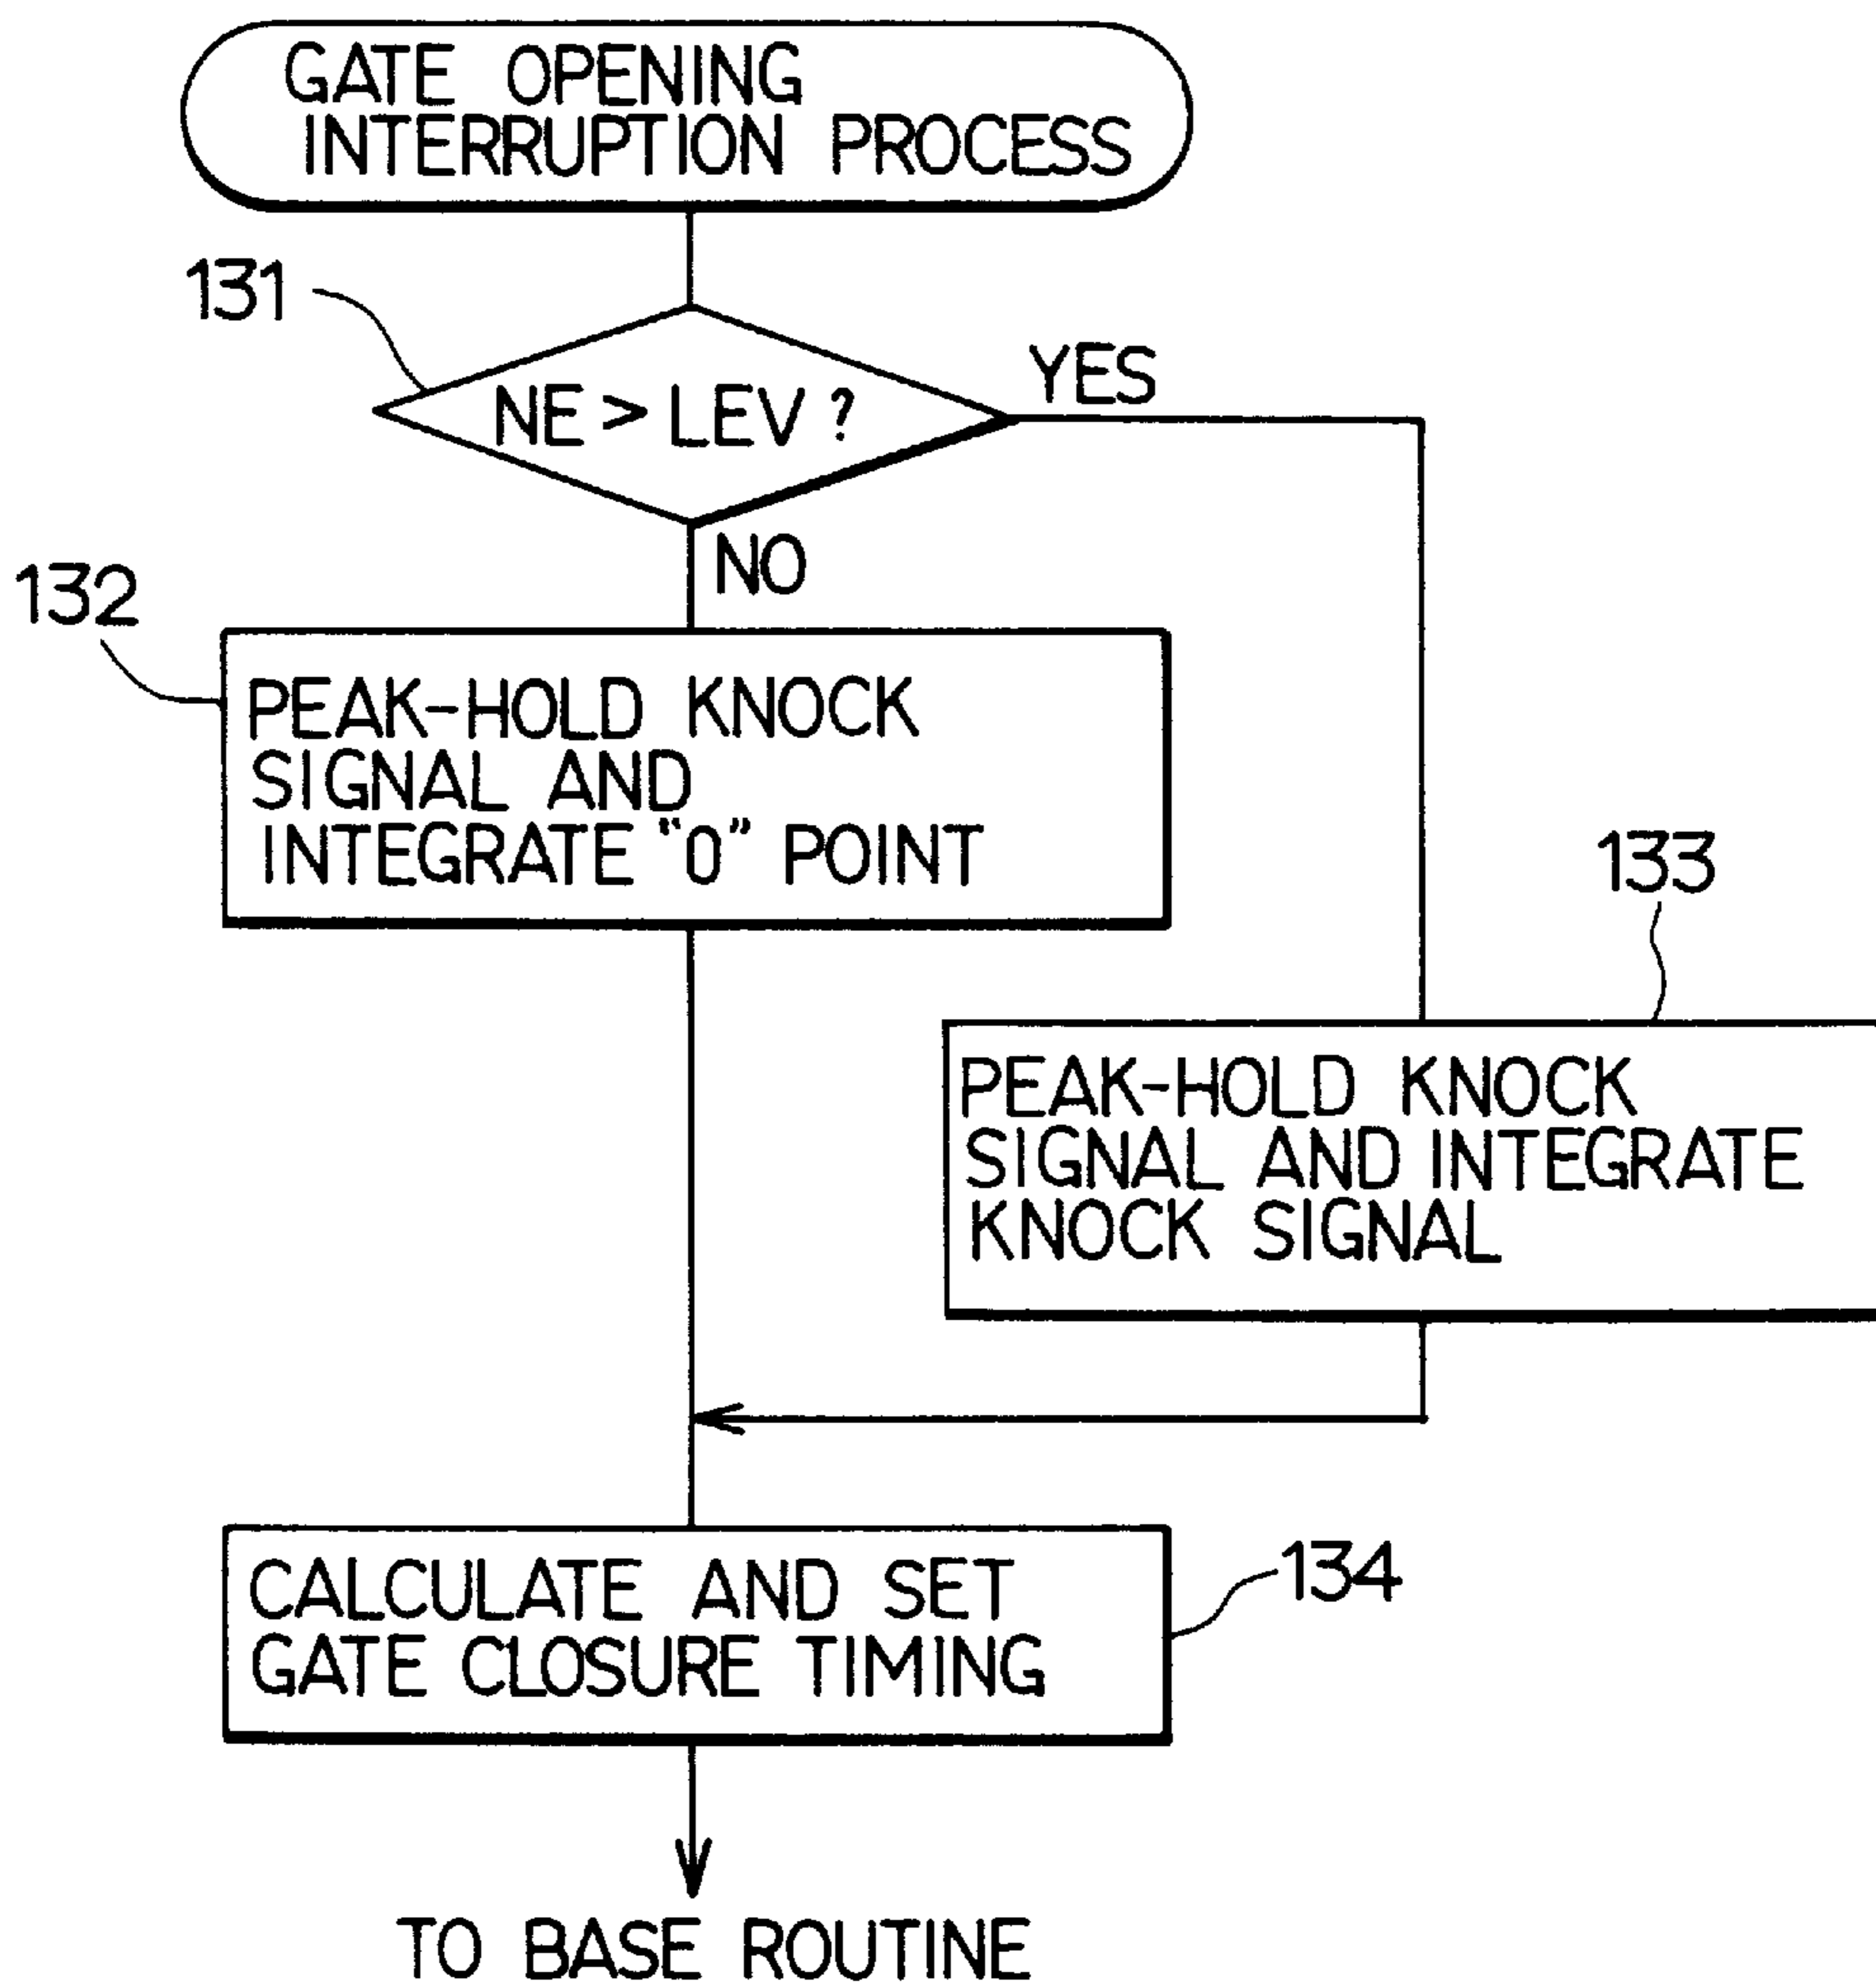 GATE OPENING
INTERRUPTION PROCESS
131
NE > LEV ?
YES
NO
132
PEAK-HOLD KNOCK
SIGNAL AND
INTEGRATE "0" POINT
133
PEAK-HOLD KNOCK
SIGNAL AND INTEGRATE
KNOCK SIGNAL
CALCULATE AND SET
GATE CLOSURE TIMING
134
TO BASE ROUTINE